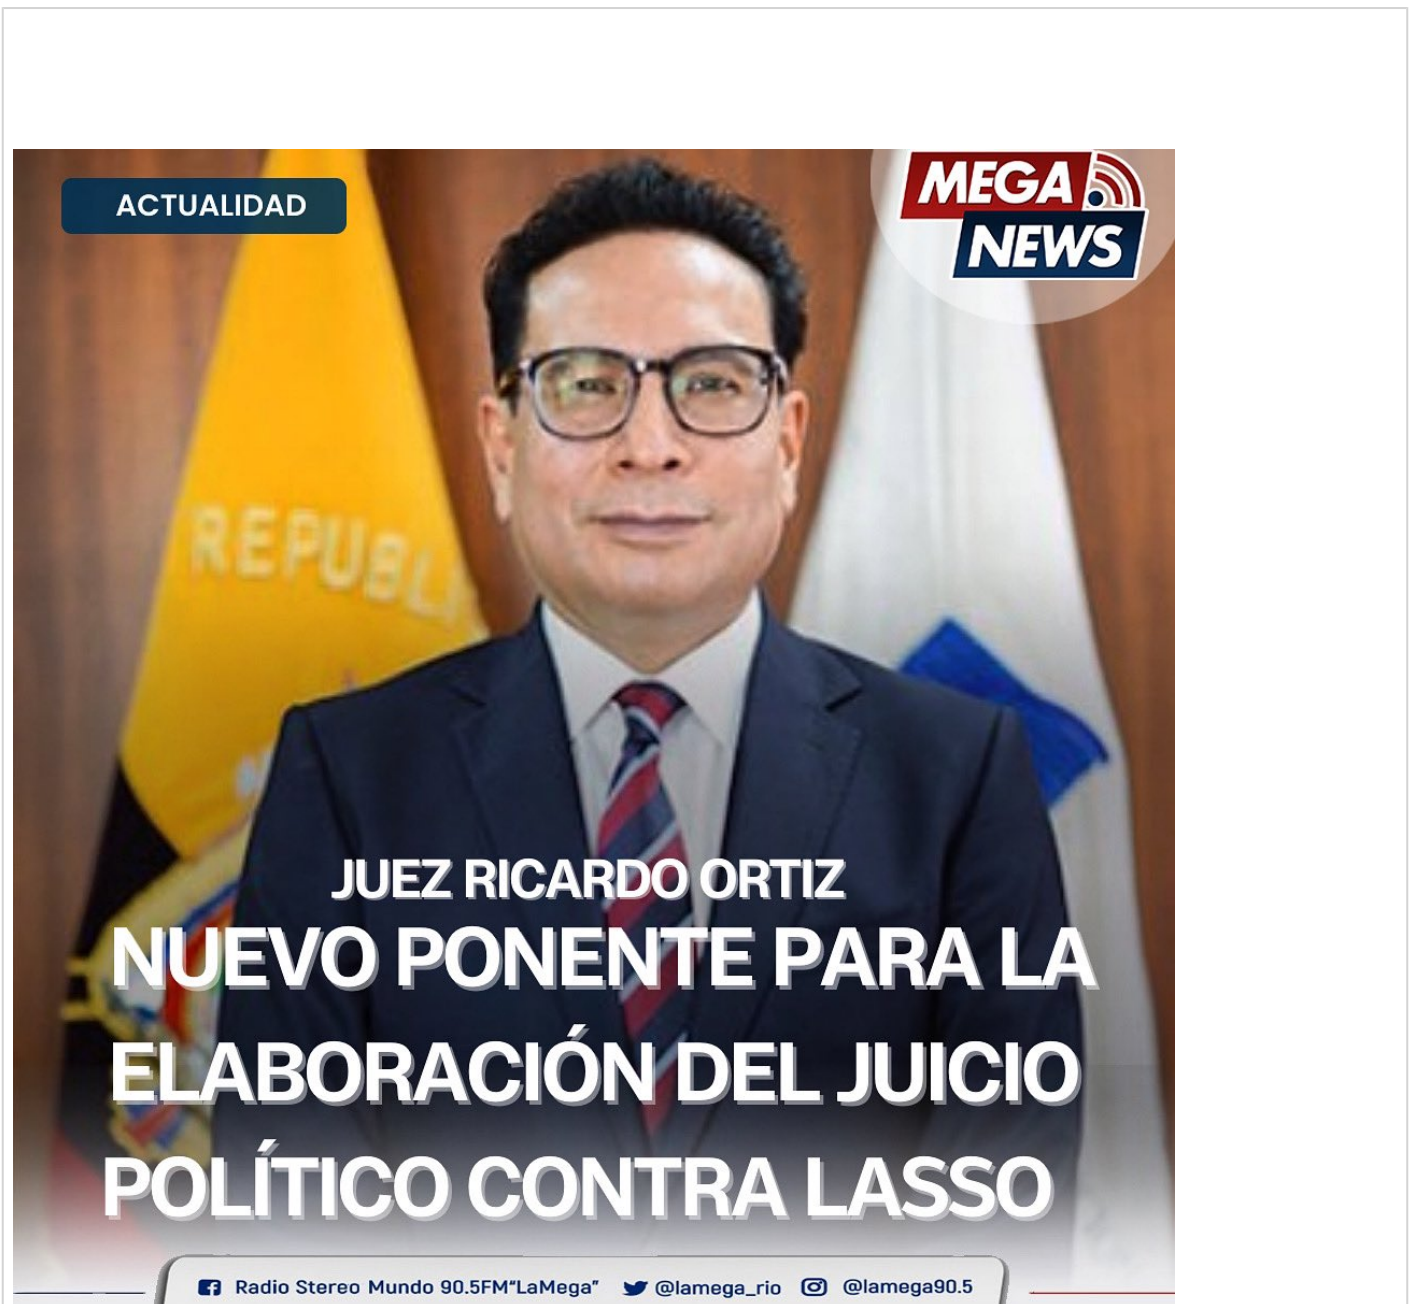 ACTUALIDAD
MEGA
NEWS
REPUBLI
JUEZ RICARDO ORTIZ
NUEVO PONENTE PARA LA
ELABORACIÓN DEL JUICIO
POLÍTICO CONTRA LASSO
Radio Stereo Mundo 90.5FM"LaMega" @lamega_rio @lamega90.5